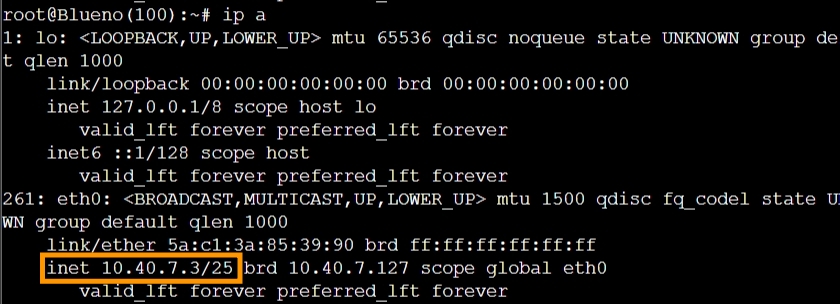 root@Blueno(100):~# ip a
1: lo: <LOOPBACK,UP,LOWER_UP> mtu 65536 qdisc noqueue state UNKNOWN group de
t qlen 1000
link/loopback 00:00:00:00:00:00 brd 00:00:00:00:00:00
inet 127.0.0.1/8 scope host lo
valid_lft forever preferred_lft forever
inet6 ::1/128 scope host
valid_lft forever preferred_lft forever
261: eth0: <BROADCAST,MULTICAST,UP,LOWER_UP> mtu 1500 qdisc fq_codel state U
WN group default qlen 1000
link/ether 5a:c1:3a:85:39:90 brd ff:ff:ff:ff:ff:ff
inet 10.40.7.3/25 brd 10.40.7.127 scope global eth0
valid_lft forever preferred_lft forever